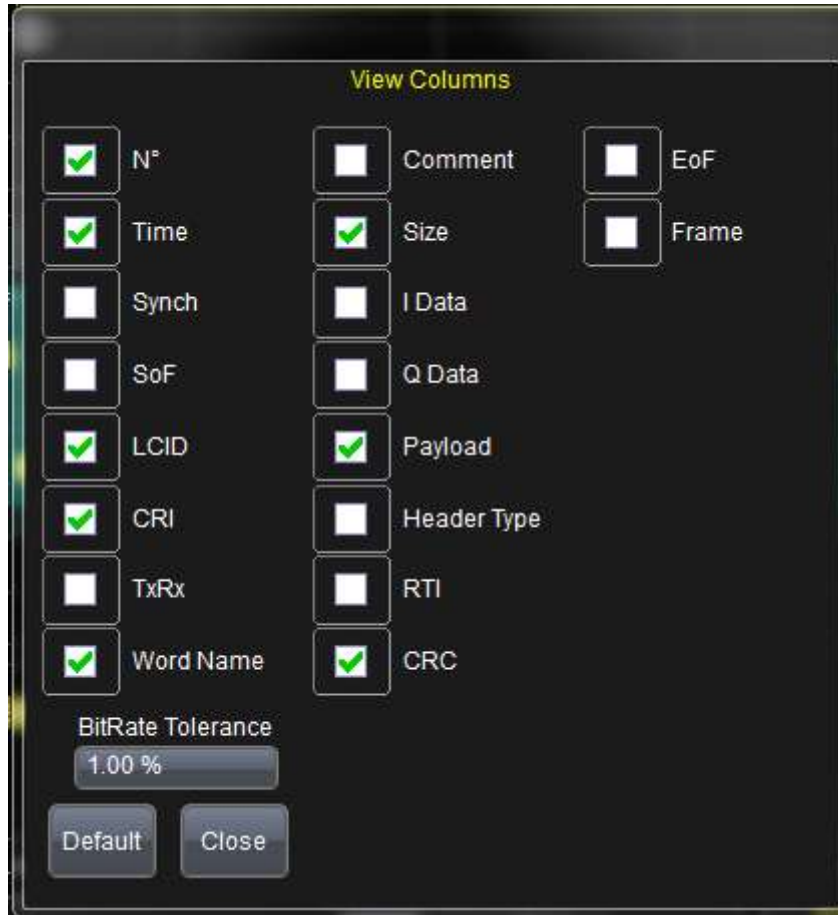 View Columns
N° Comment EoF
Time Size Frame
Synch I Data
SoF Q Data
LCID Payload
CRI Header Type
TxRx RTI
Word Name CRC
BitRate Tolerance
1.00 %
Default Close